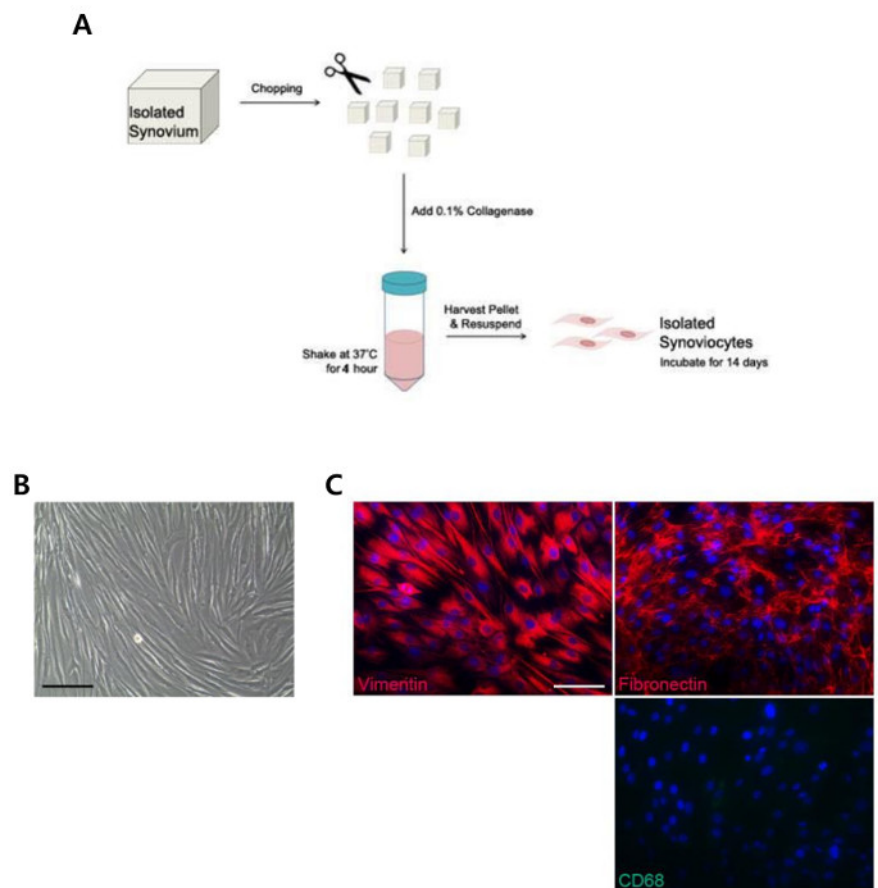 A
Isolated
Synovium
Chopping
Add 0.1% Collagenase
Shake at 37°C
for 4 hour
Harvest Pellet
& Resuspend
Isolated
Synoviocytes
Incubate for 14 days
B
C
Vimentin
Fibronectin
CD68